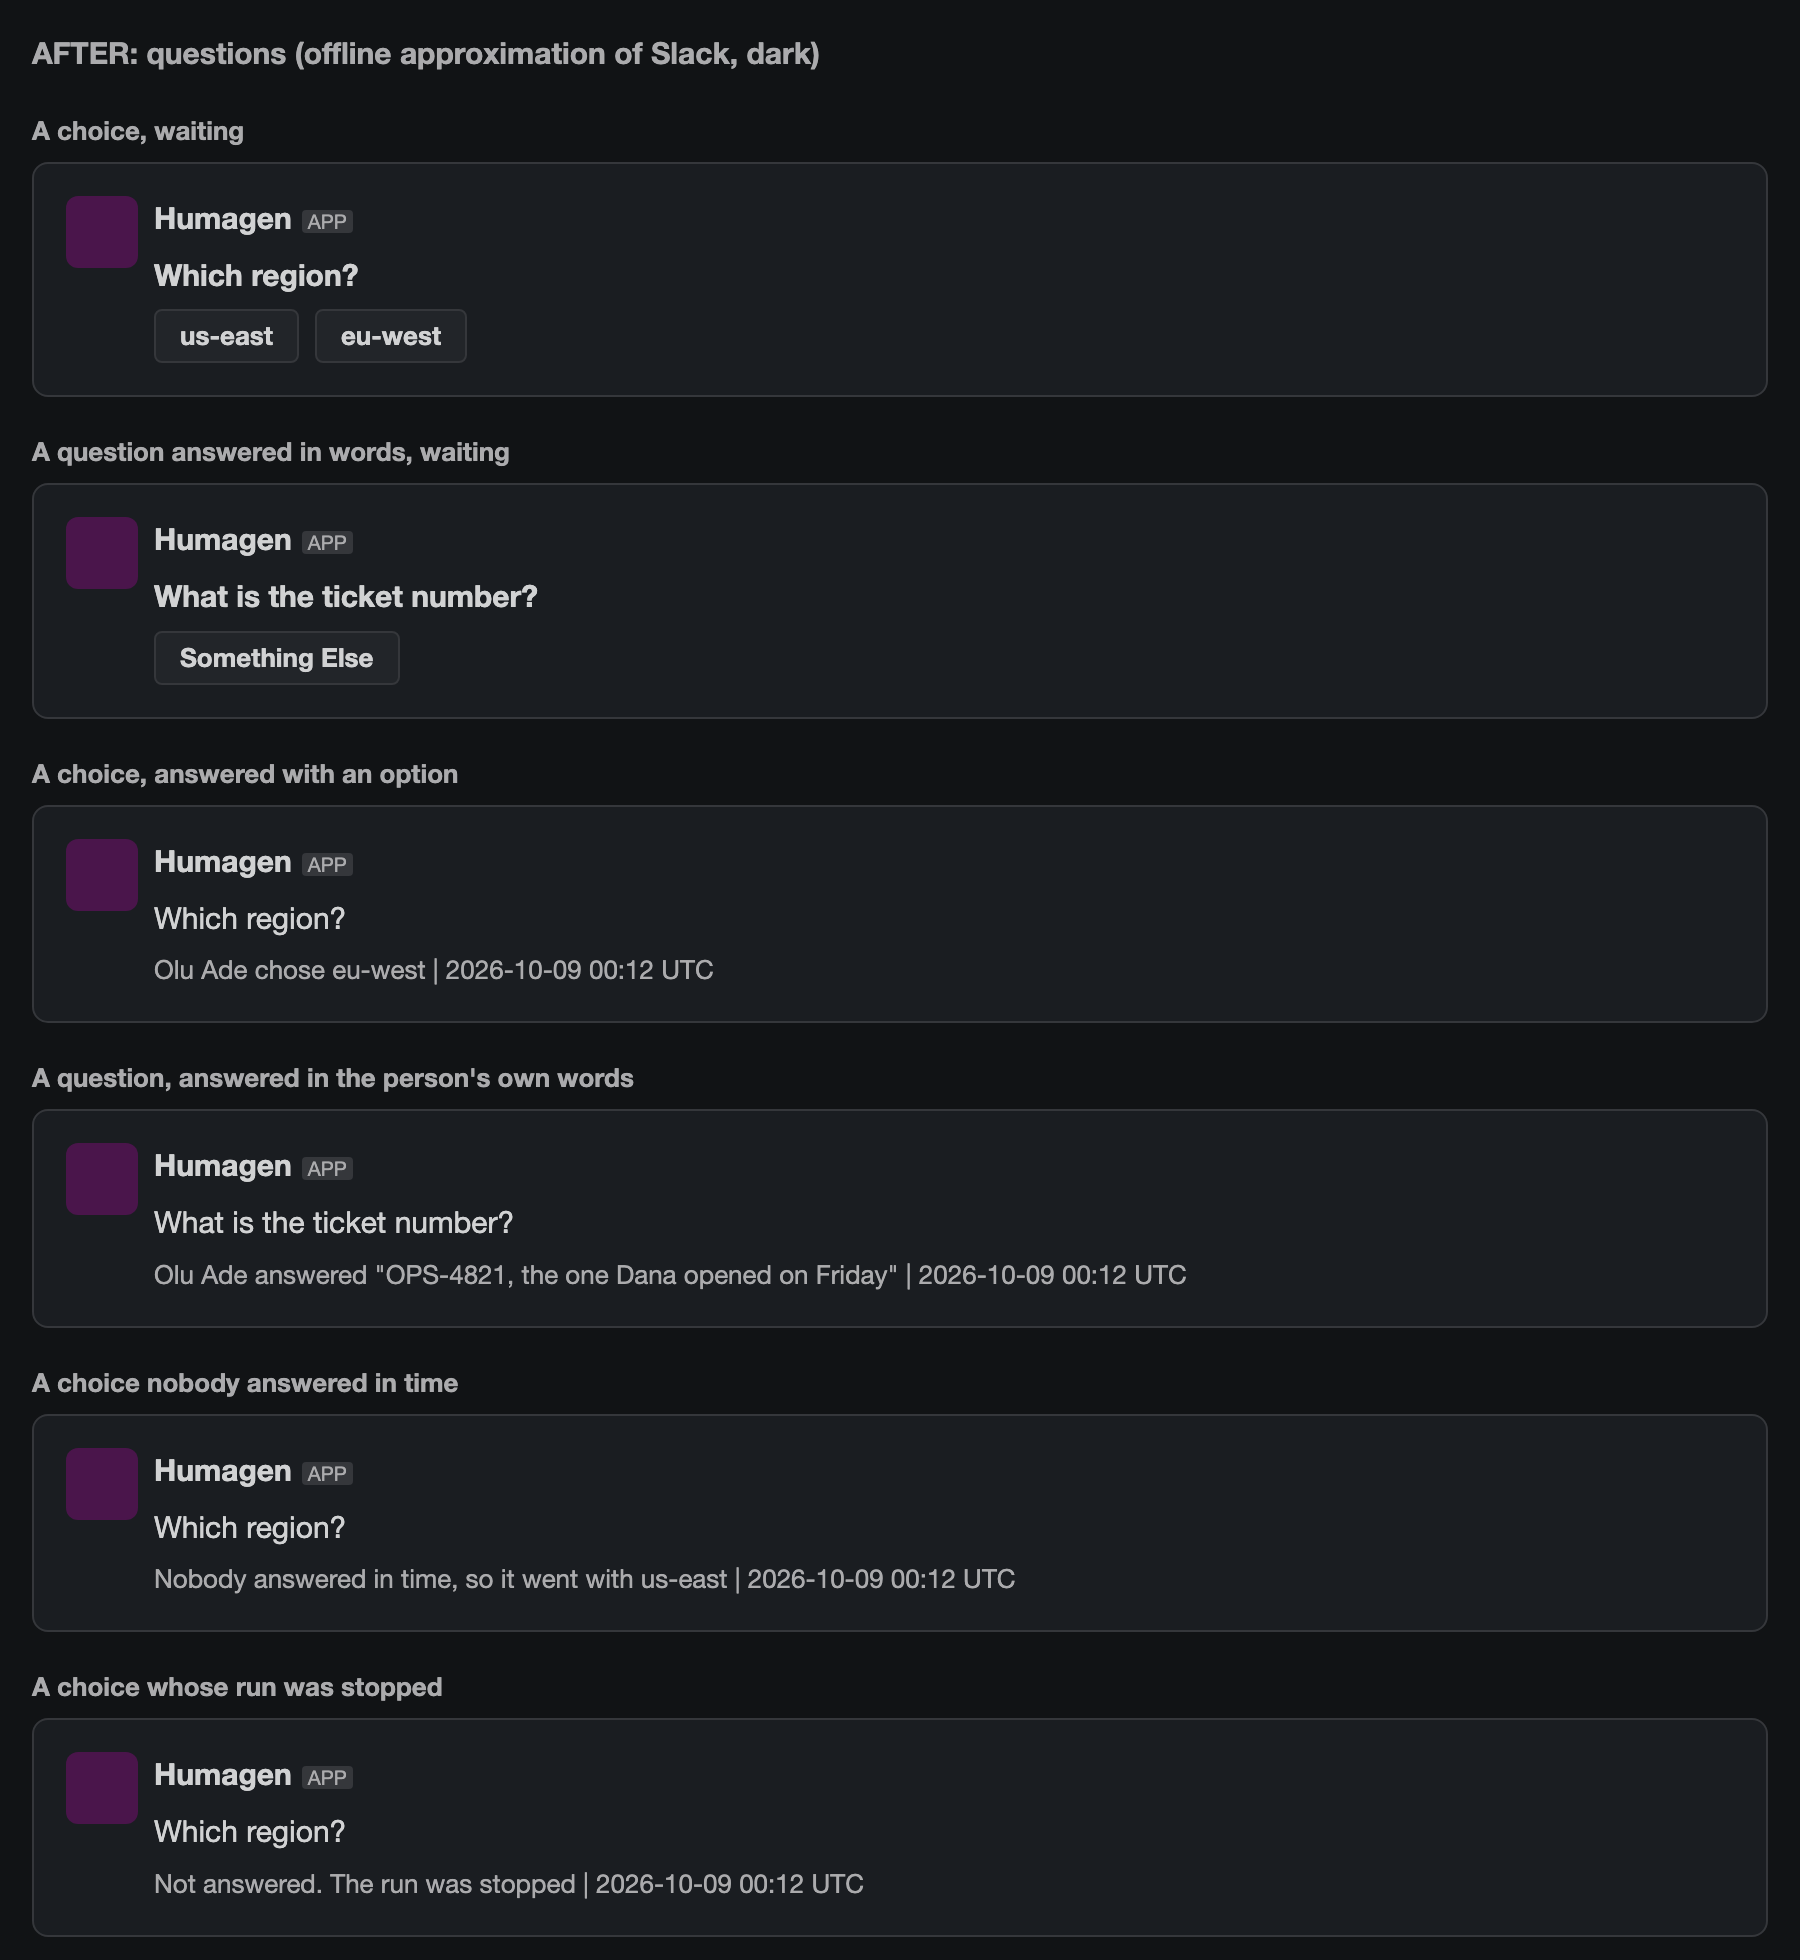 AFTER: questions (offline approximation of Slack, dark)
A choice, waiting
Humagen APP
Which region?
us-east eu-west
A question answered in words, waiting
Humagen APP
What is the ticket number?
Something Else
A choice, answered with an option
Humagen APP
Which region?
Olu Ade chose eu-west | 2026-10-09 00:12 UTC
A question, answered in the person's own words
Humagen APP
What is the ticket number?
Olu Ade answered "OPS-4821, the one Dana opened on Friday" | 2026-10-09 00:12 UTC
A choice nobody answered in time
Humagen APP
Which region?
Nobody answered in time, so it went with us-east | 2026-10-09 00:12 UTC
A choice whose run was stopped
Humagen APP
Which region?
Not answered. The run was stopped | 2026-10-09 00:12 UTC